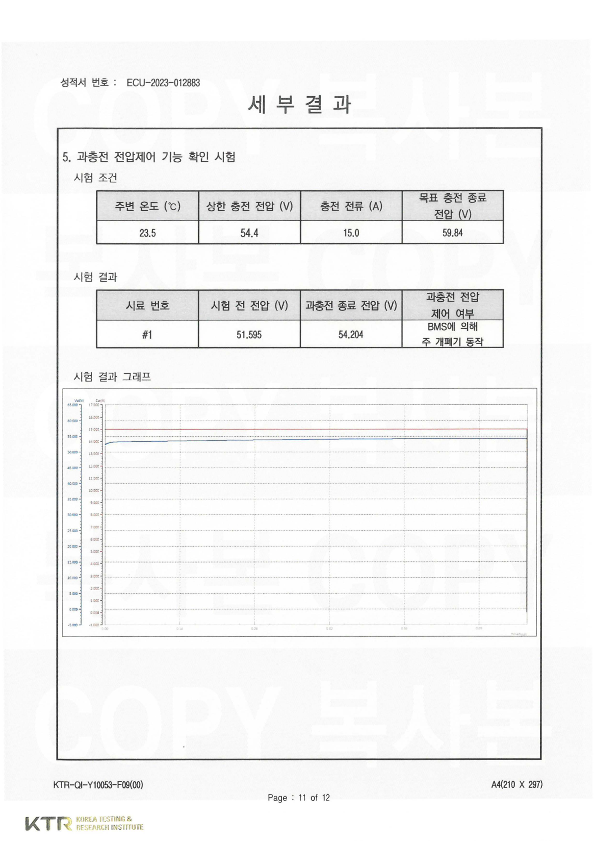 성적서 번호 : ECU-2023-012883
세 부 결 과
5. 과충전 전압제어 기능 확인 시험
시험 조건
주변 온도 (℃) 상한 충전 전압 (V) 충전 전류 (A) 목표 충전 종료 전압 (V)
23.5 54.4 15.0 59.84
시험 결과
시료 번호 시험 전 전압 (V) 과충전 종료 전압 (V) 과충전 전압 제어 여부
#1 51.595 54.204 BMS에 의해 주 개폐기 동작
시험 결과 그래프
COPY 복사본
KTR-QI-Y10053-F09(00) A4(210 X 297)
Page : 11 of 12
KTR KOREA TESTING &
RESEARCH INSTITUTE